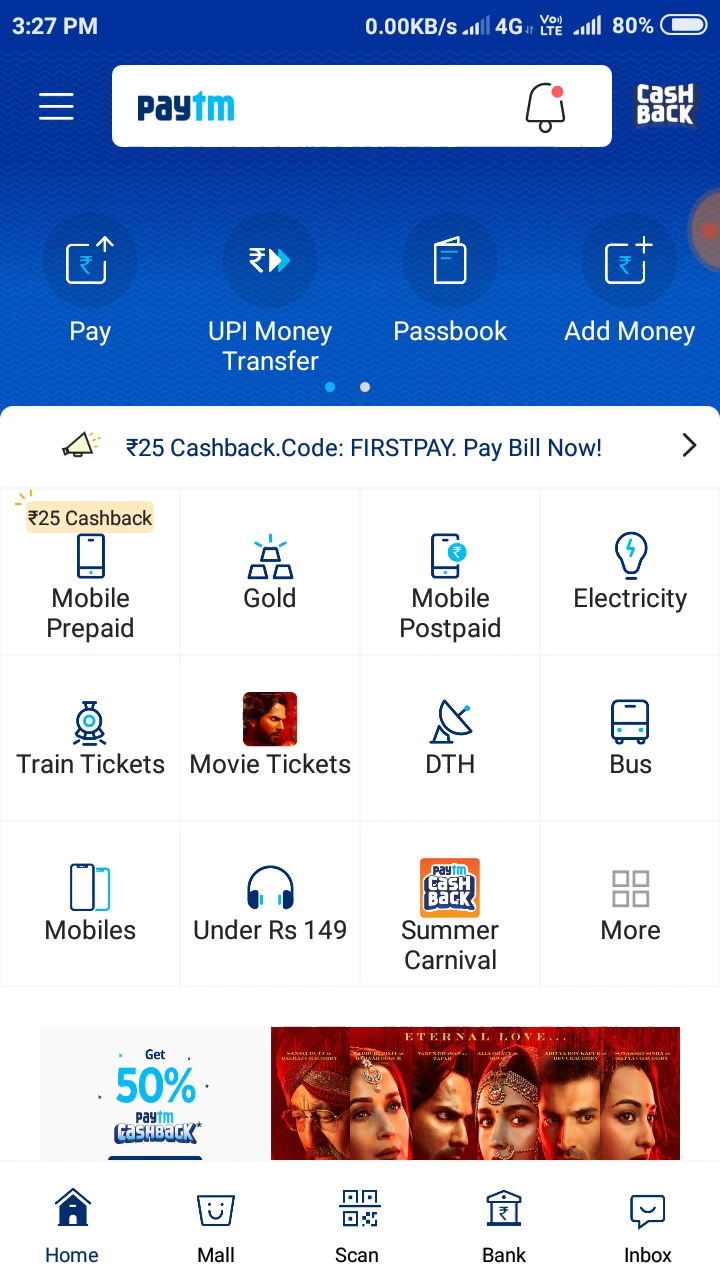 3:27 PM 0.00KB/s 4G Vo) LTE 80%
paytm
CASH BACK
Pay
UPI Money Transfer
Passbook
Add Money
₹25 Cashback.Code: FIRSTPAY. Pay Bill Now!
₹25 Cashback
Mobile Prepaid
Gold
Mobile Postpaid
Electricity
Train Tickets
Movie Tickets
DTH
Bus
Mobiles
Under Rs 149
paytm CASH BACK
Summer Carnival
More
Get
50%
paytm
CASHBACK*
ETERNAL LOVE...
Home
Mall
Scan
Bank
Inbox